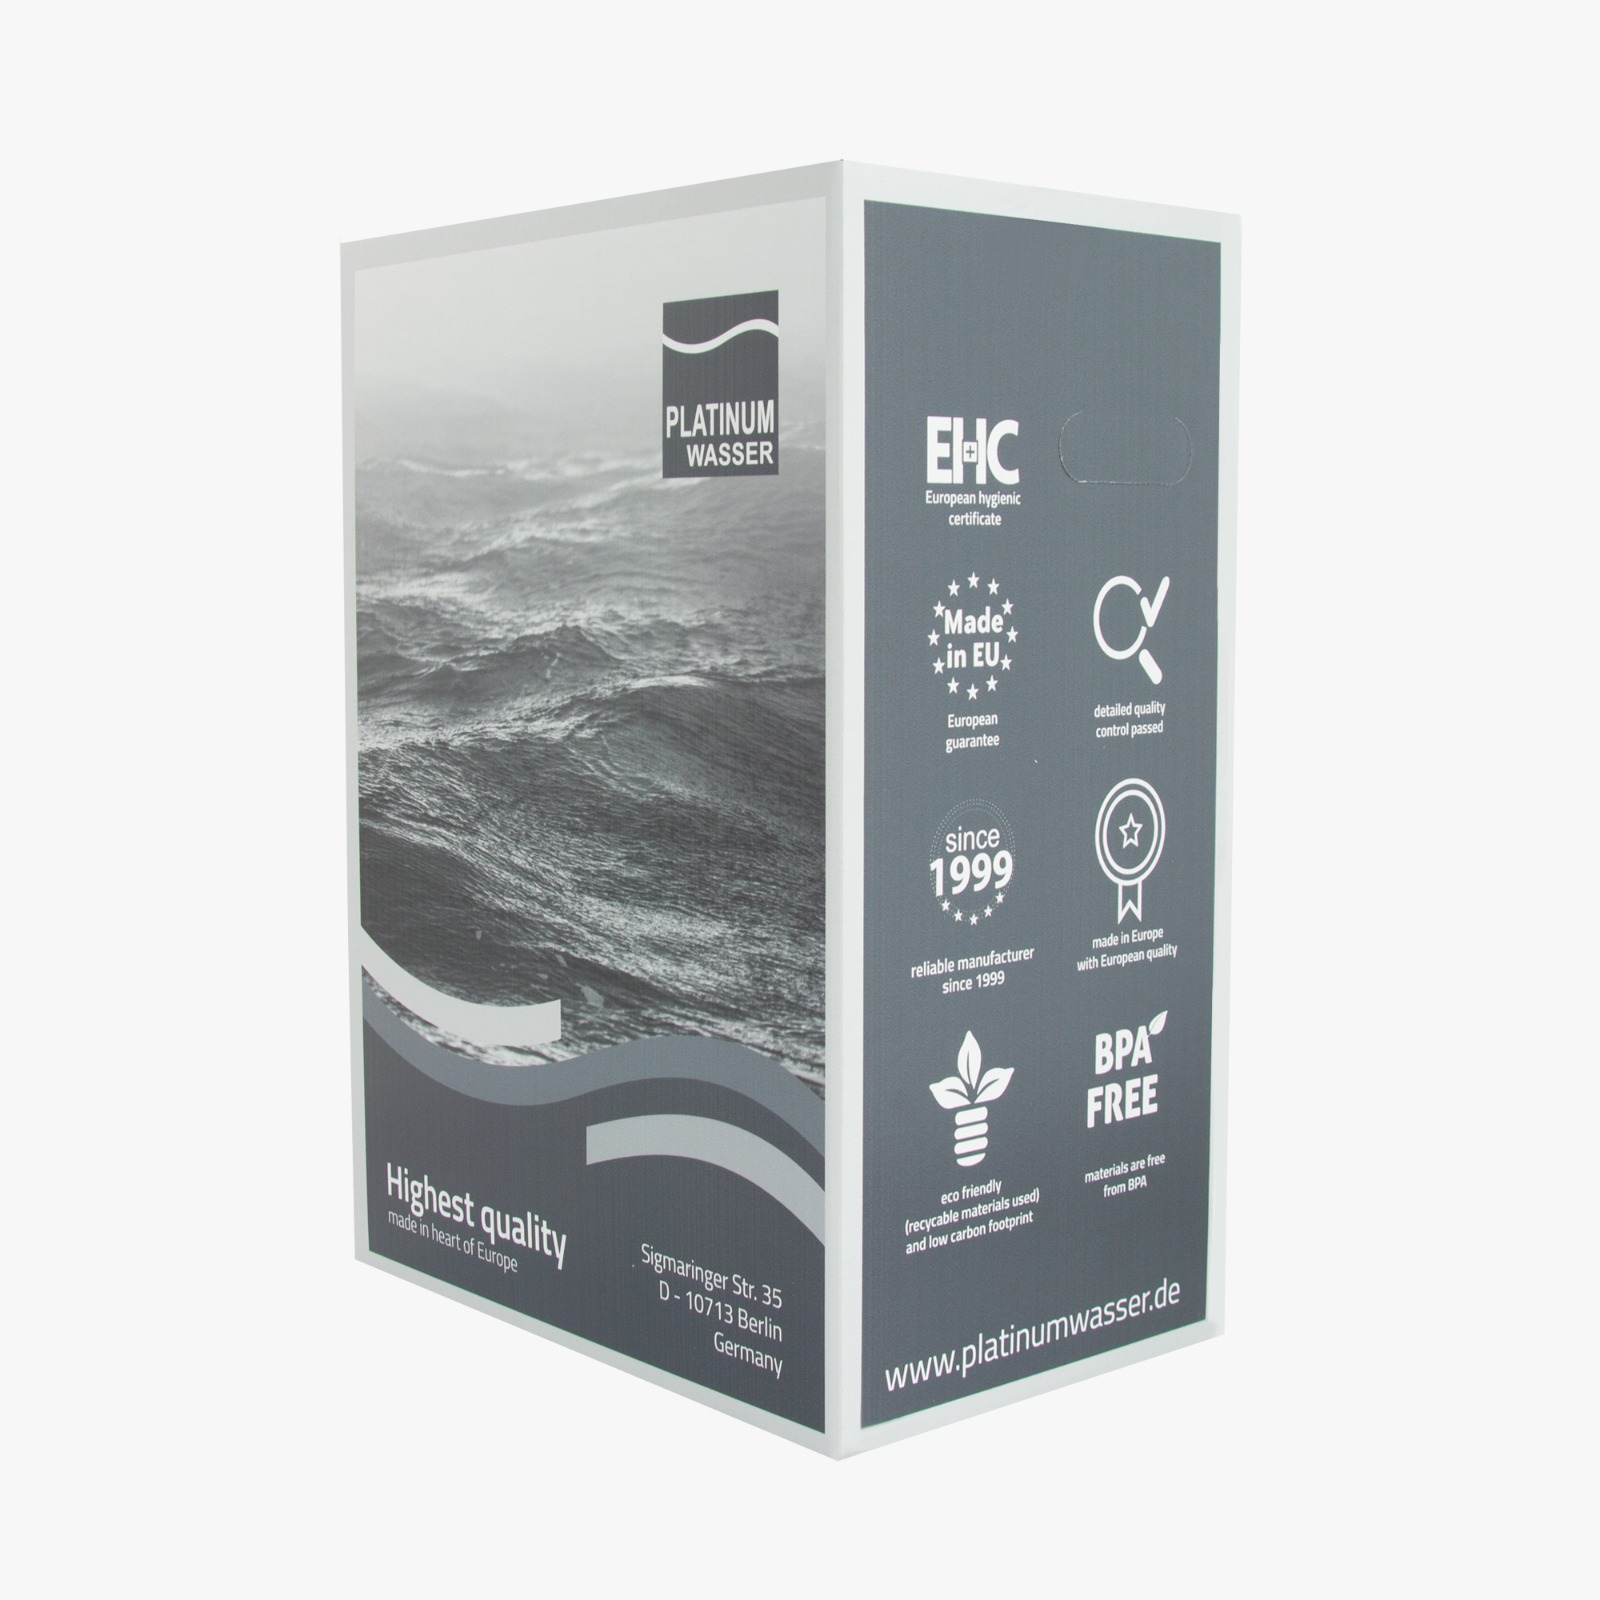 PLATINUM
WASSER
Highest quality
made in heart of Europe
Sigmaringer Str. 35
D - 10713 Berlin
Germany
EHC
European hygienic
certificate
Made
in EU
European
guarantee
detailed quality
control passed
since
1999
reliable manufacturer
since 1999
made in Europe
with European quality
eco friendly
(recycable materials used)
and low carbon footprint
BPA
FREE
materials are free
from BPA
www.platinumwasser.de